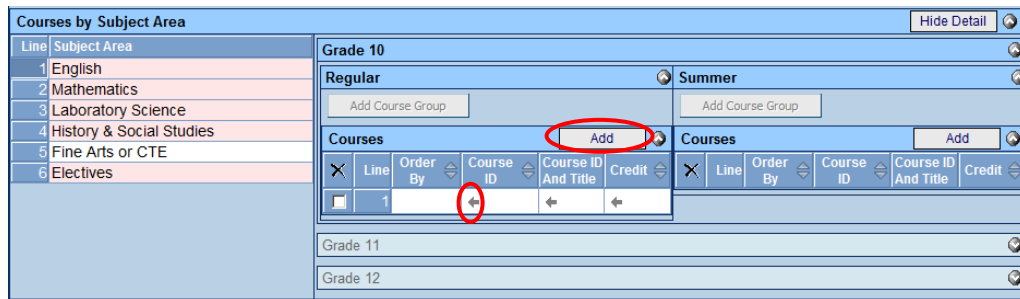 Courses by Subject Area Hide Detail
Line Subject Area
1 English
2 Mathematics
3 Laboratory Science
4 History & Social Studies
5 Fine Arts or CTE
6 Electives
Grade 10
Regular
Add Course Group
Courses Add
Line Order By Course ID Course ID And Title Credit
1
Summer
Add Course Group
Courses Add
Line Order By Course ID Course ID And Title Credit
Grade 11
Grade 12